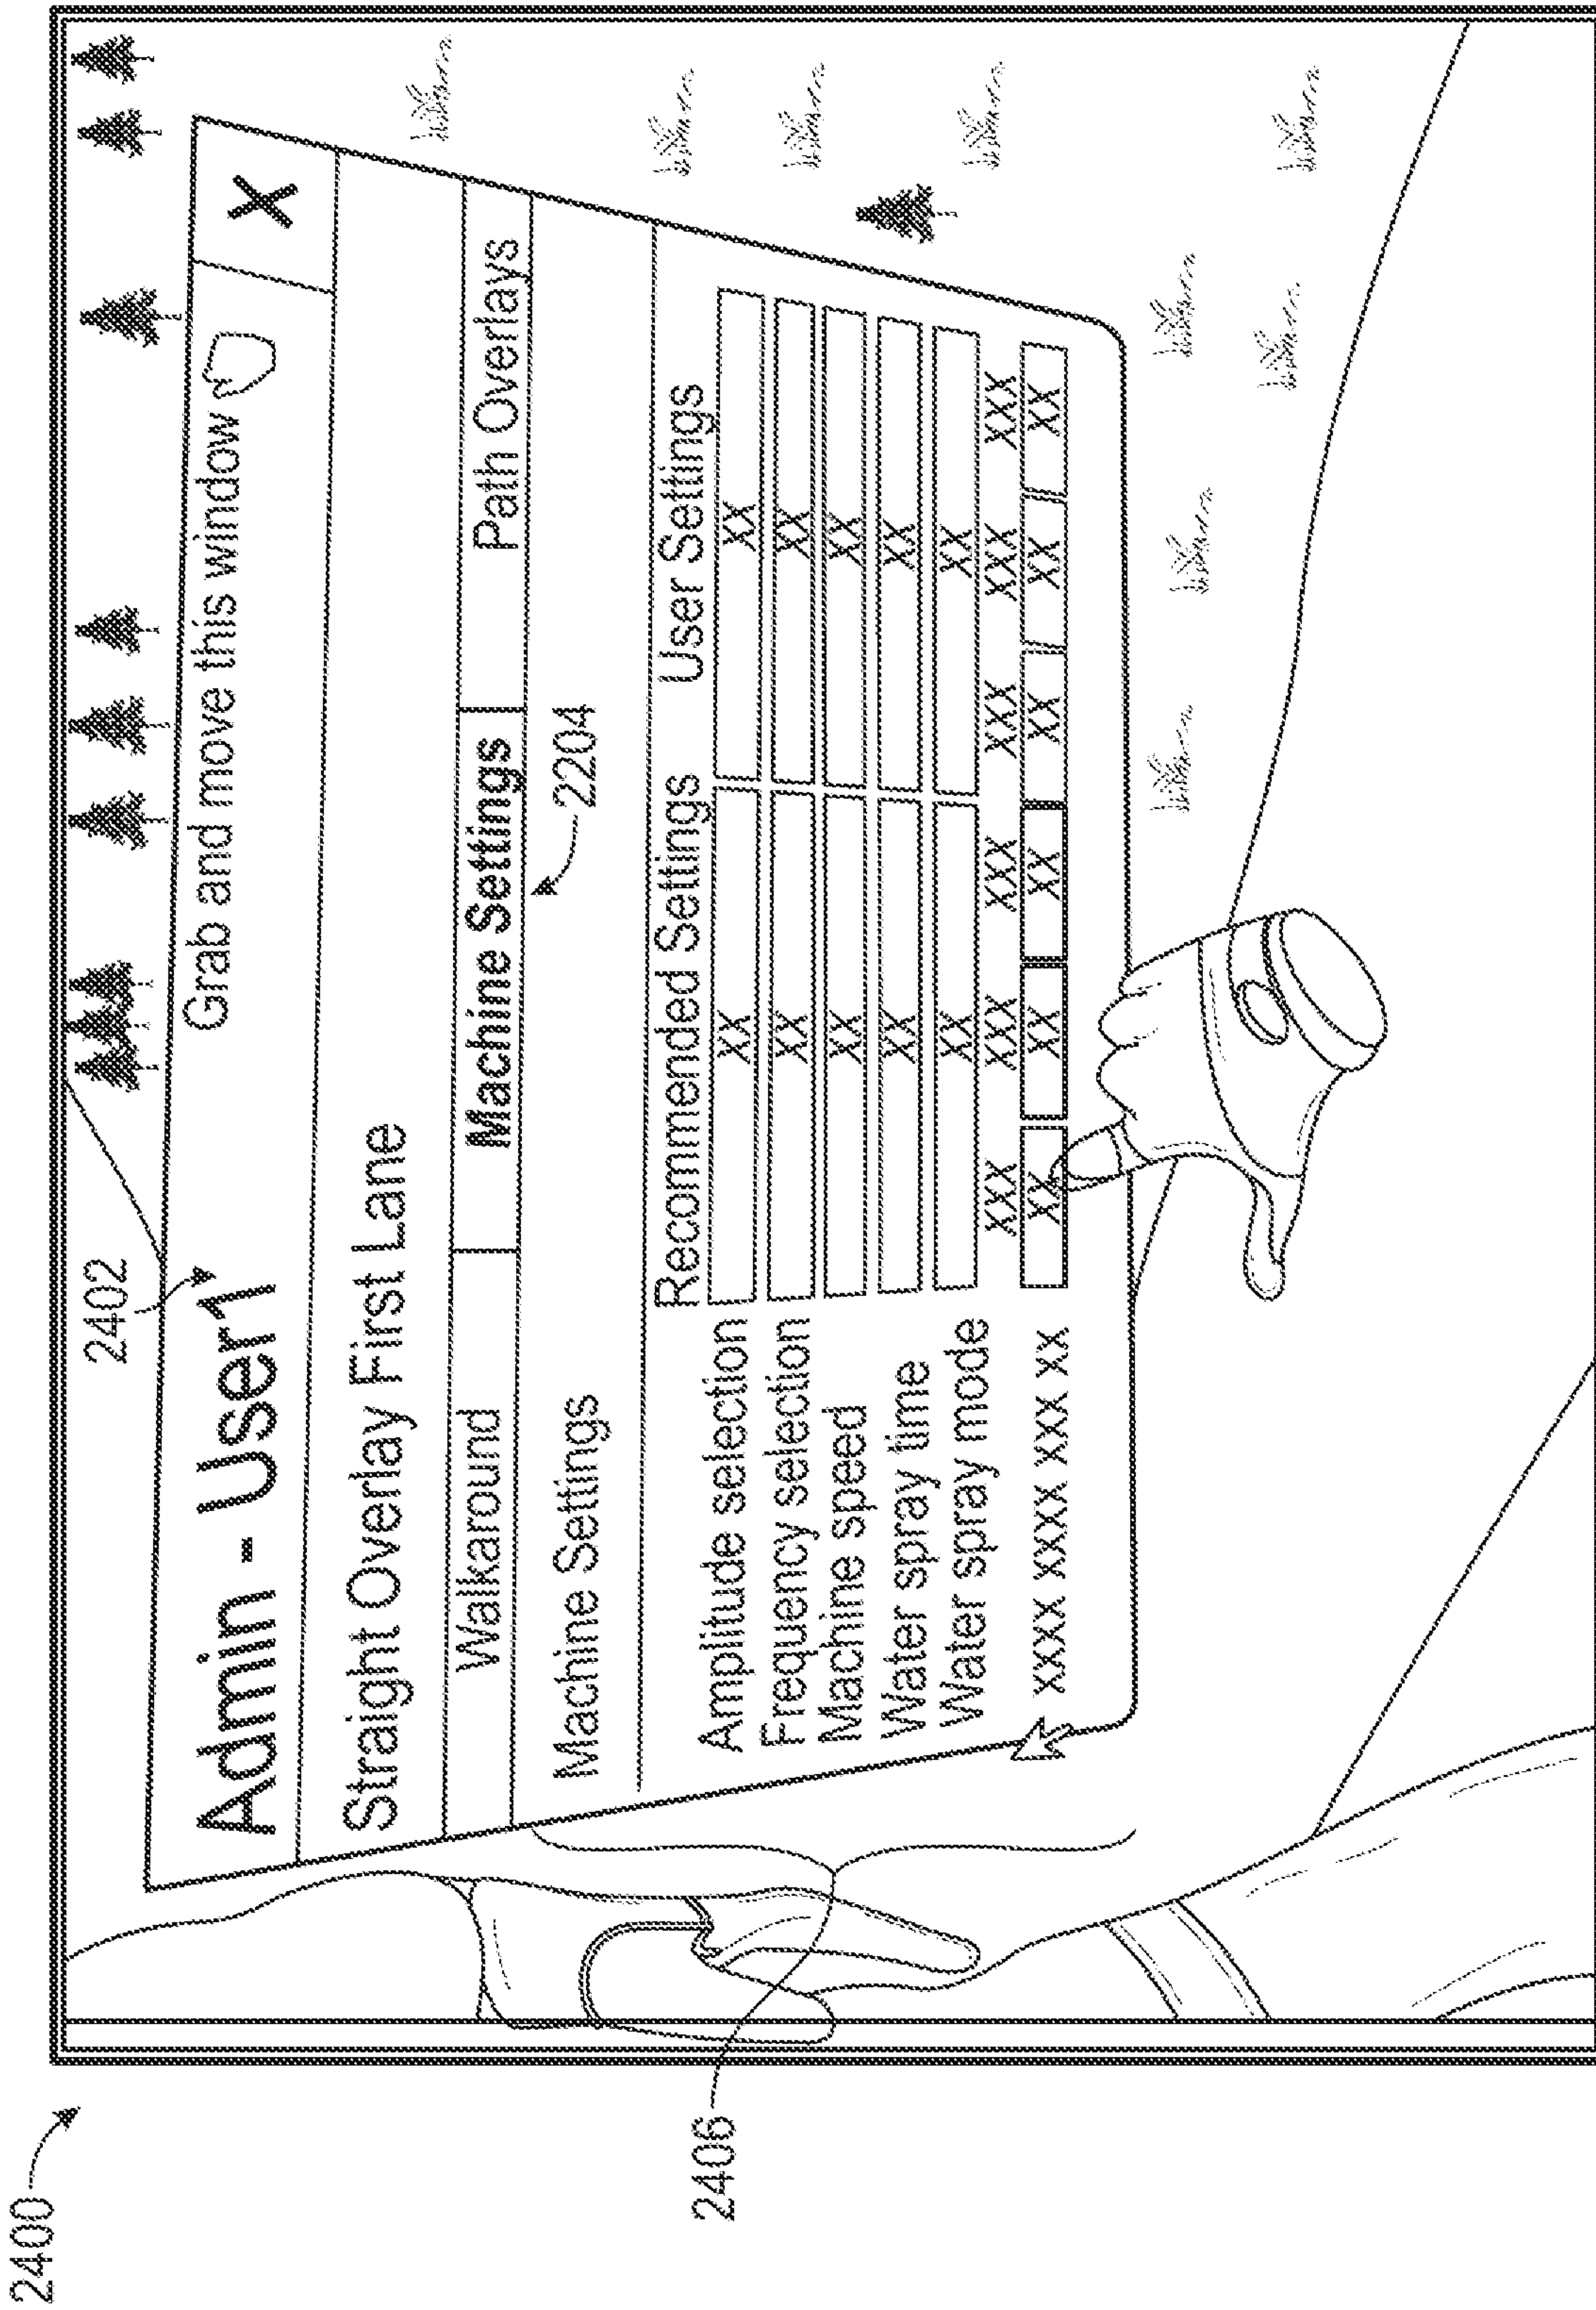 2400
2402
Admin - User1 Grab and move this window X
Straight Overlay First Lane
Walkaround Machine Settings Path Overlays
2204
Machine Settings
Recommended Settings User Settings
Amplitude selection XX XX
Frequency selection XX XX
Machine speed XX XX
Water spray time XX XX
Water spray mode XX XX
XXX XXX XXX XXX XXX XXX
XXXX XXXX XXX XX XX XX XX XX XX XX
2406